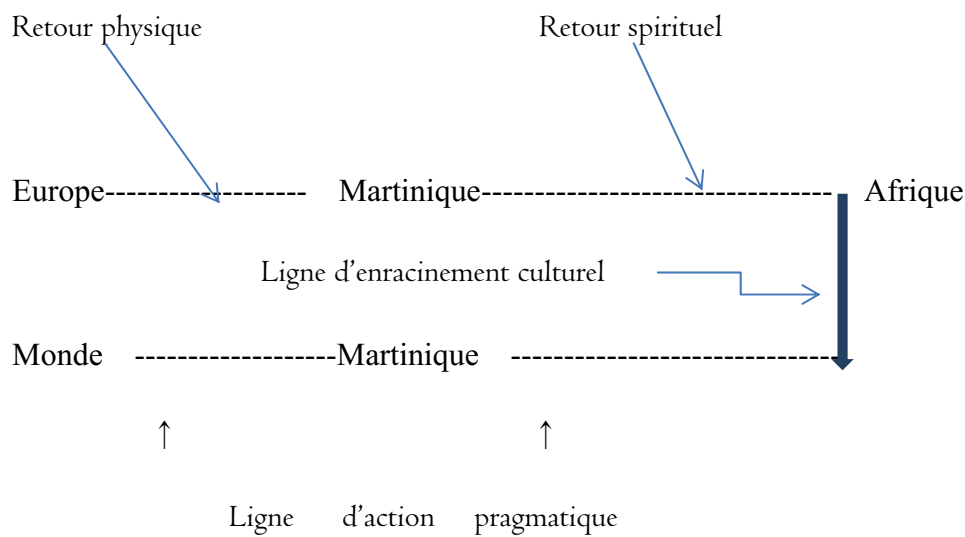 Retour physique Retour spirituel
Europe-------------------- Martinique--------------------------------- Afrique
Ligne d'enracinement culturel
Monde -------------------Martinique -------------------------------
↑ ↑
Ligne d'action pragmatique